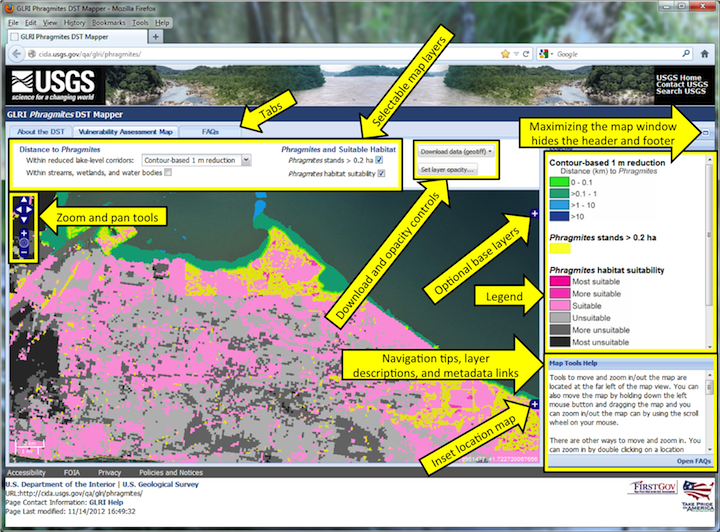 GLRI Phragmites DST Mapper - Mozilla Firefox
File Edit View History Bookmarks Tools Help
GLRI Phragmites DST Mapper
cida.usgs.gov/qa/glri/phragmites/
Google
USGS
science for a changing world
USGS Home
Contact USGS
Search USGS
GLRI Phragmites DST Mapper
About the DST
Vulnerability Assessment Map
FAQs
Tabs
Selectable map layers
Maximizing the map window
hides the header and footer
Distance to Phragmites
Within reduced lake-level corridors:
Contour-based 1 m reduction
Within streams, wetlands, and water bodies
Phragmites and Suitable Habitat
Phragmites stands > 0.2 ha
Phragmites habitat suitability
Download data (geotiff)
Set layer opacity...
Zoom and pan tools
Download and opacity controls
Optional base layers
Legend
Navigation tips, layer
descriptions, and metadata links
Inset location map
Contour-based 1 m reduction
Distance (km) to Phragmites
0 - 0.1
>0.1 - 1
>1 - 10
>10
Phragmites stands > 0.2 ha
Phragmites habitat suitability
Most suitable
More suitable
Suitable
Unsuitable
More unsuitable
Most unsuitable
Map Tools Help
Tools to move and zoom in/out the map are
located at the far left of the map view. You can
also move the map by holding down the left
mouse button and dragging the map and you
can zoom in/out the map can by using the scroll
wheel on your mouse.
There are other ways to move and zoom in. You
can zoom in by double clicking on a location
Open FAQs
Accessibility FOIA Privacy Policies and Notices
U.S. Department of the Interior | U.S. Geological Survey
URL:http://cida.usgs.gov/qa/glri/phragmites/
Page Contact Information: GLRI Help
Page Last modified: 11/14/2012 16:49:32
FIRSTGOV
TAKE PRIDE
IN AMERICA